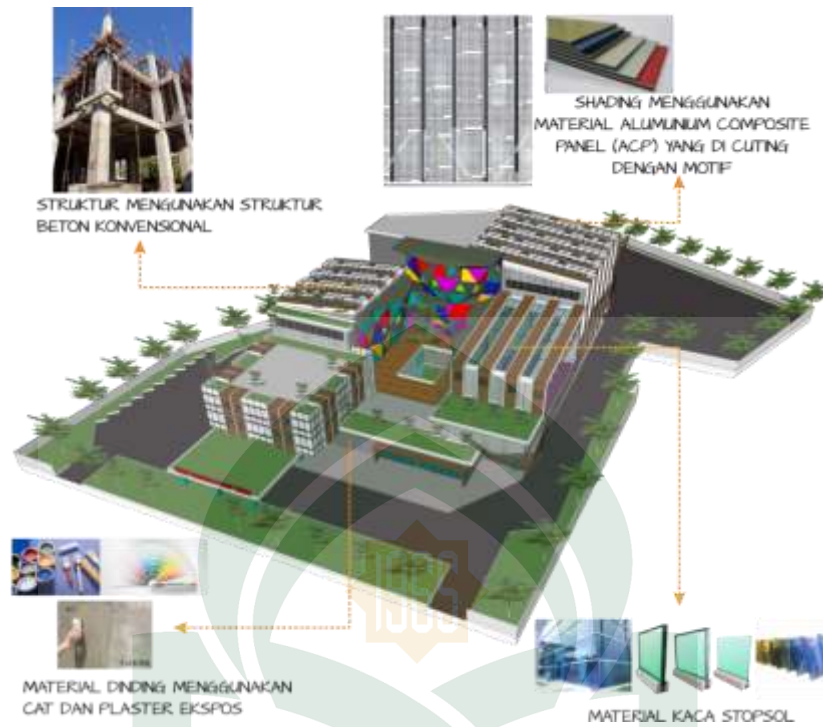 SHADING MENGGUNAKAN
MATERIAL ALUMUNIUM COMPOSITE
PANEL (ACP) YANG DI CUTING
DENGAN MOTIF
STRUKTUR MENGUNAKAN STRUKTUR
BETON KONVENSIONAL
MATERIAL DINDING MENGGUNAKAN
CAT DAN PLASTER EKSPOS
MATERIAL KACA STOPSOL